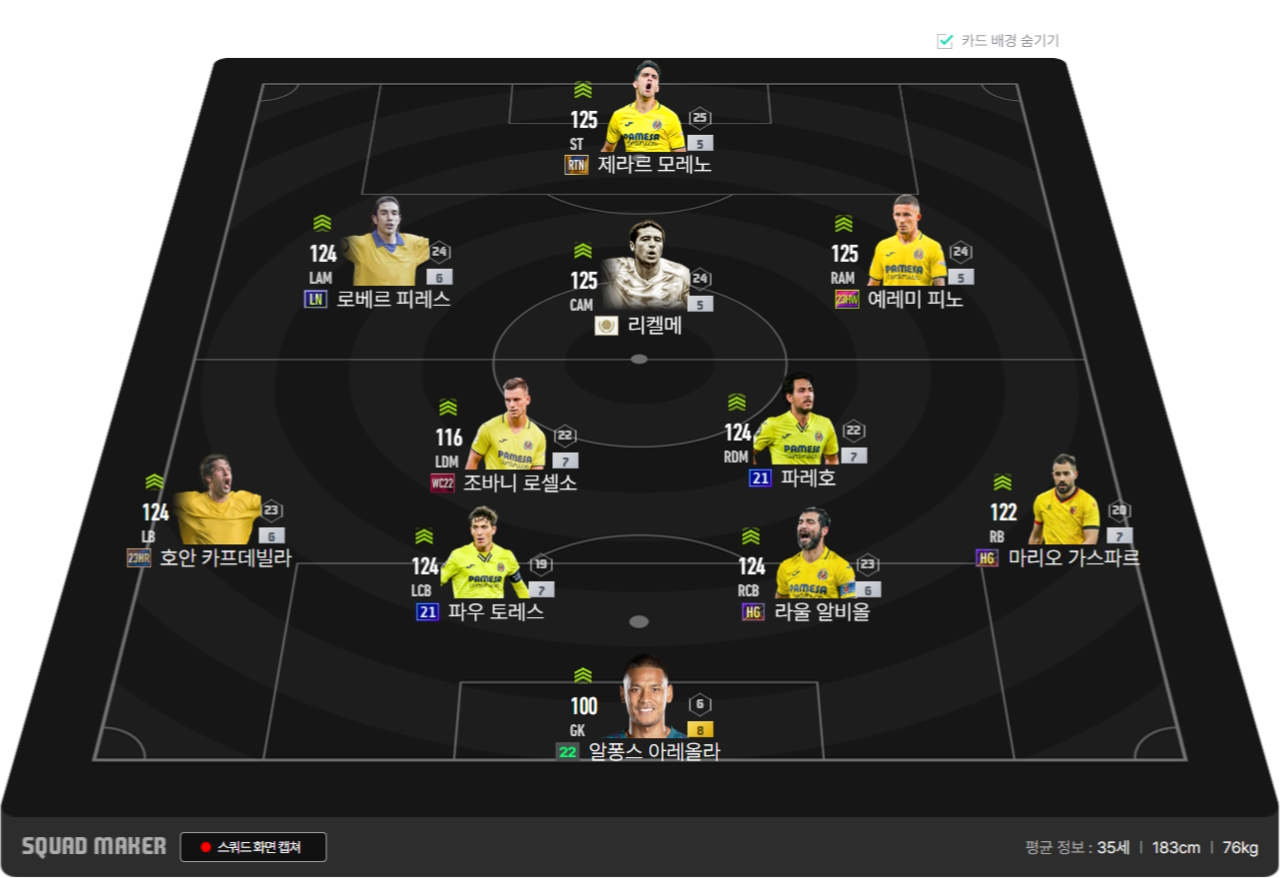 카드 배경 숨기기
125
25
ST
5
PAMESA
RTN 제라르 모레노
124
24
LAM
6
LN 로베르 피레스
125
24
CAM
5
리켈메
125
24
RAM
PAMESA
5
23HW 예레미 피노
116
22
LDM
PAMESA
7
WC22 조바니 로셀소
124
22
RDM
PAMESA
7
21 파레호
124
23
LB
6
23HR 호안 카프데빌라
122
20
RB
7
HG 마리오 가스파르
124
19
LCB
PAMESA
7
21 파우 토레스
124
23
RCB
PAMESA
6
HG 라울 알비올
100
6
GK
8
22 알퐁스 아레올라
SQUAD MAKER
스쿼드 화면 캡쳐
평균 정보 : 35세 | 183cm | 76kg